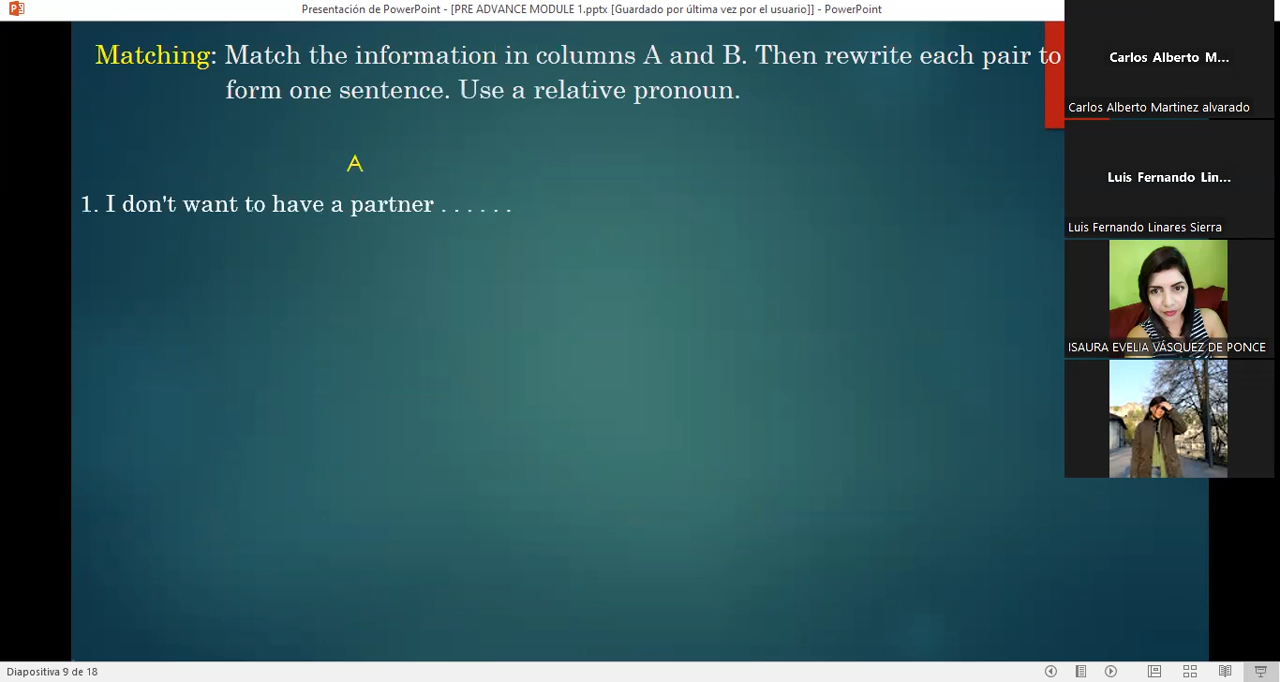 Presentación de PowerPoint - [PRE ADVANCE MODULE 1.pptx [Guardado por última vez por el usuario]] - PowerPoint
Matching: Match the information in columns A and B. Then rewrite each pair to
form one sentence. Use a relative pronoun.
A
1. I don't want to have a partner . . . . . .
Carlos Alberto M...
Carlos Alberto Martinez alvarado
Luis Fernando Lin...
Luis Fernando Linares Sierra
ISAURA EVELIA VÁSQUEZ DE PONCE
Diapositiva 9 de 18